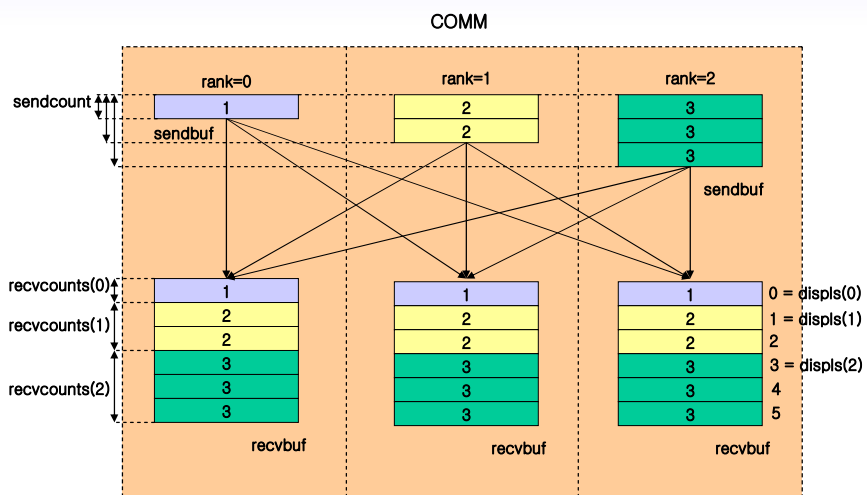 COMM
rank=0
rank=1
rank=2
sendcount
1
2
3
sendbuf
2
3
3
sendbuf
recvcounts(0)
1
1
1
0 = displs(0)
recvcounts(1)
2
2
2
1 = displs(1)
2
2
2
2
recvcounts(2)
3
3
3
3 = displs(2)
3
3
3
4
3
3
3
5
recvbuf
recvbuf
recvbuf